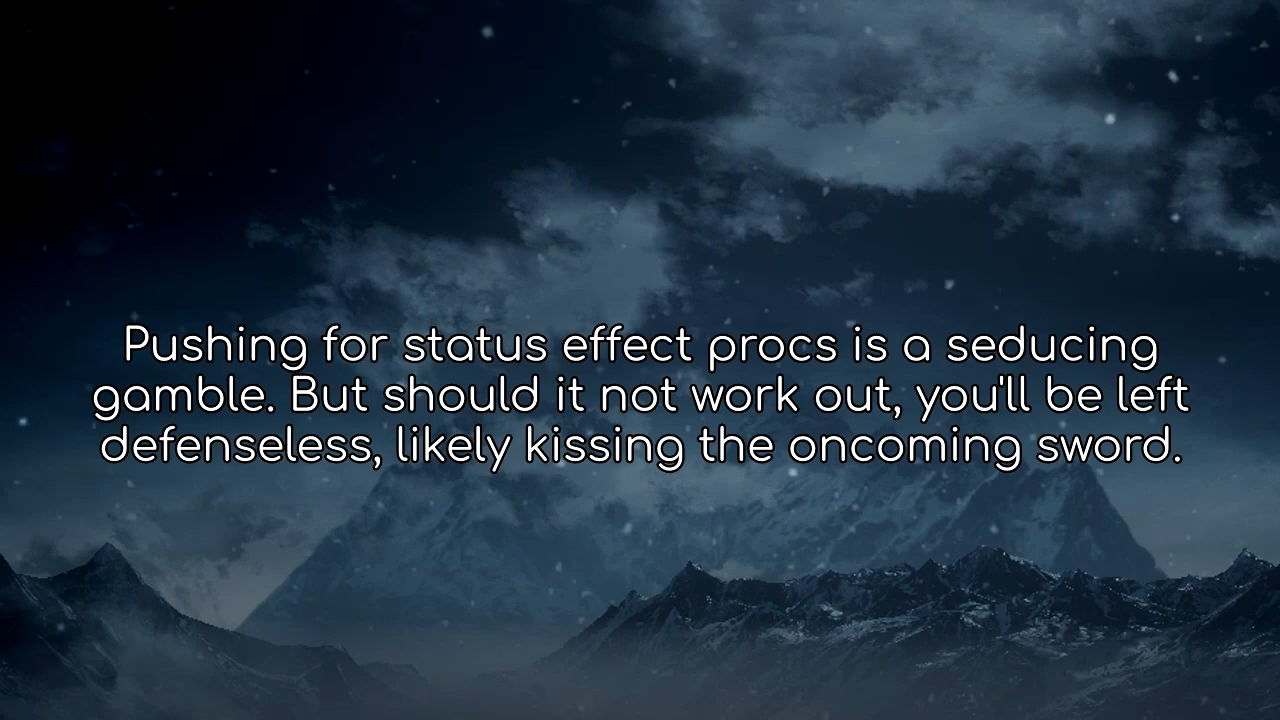 Pushing for status effect procs is a seducing
gamble. But should it not work out, you'll be left
defenseless, likely kissing the oncoming sword.